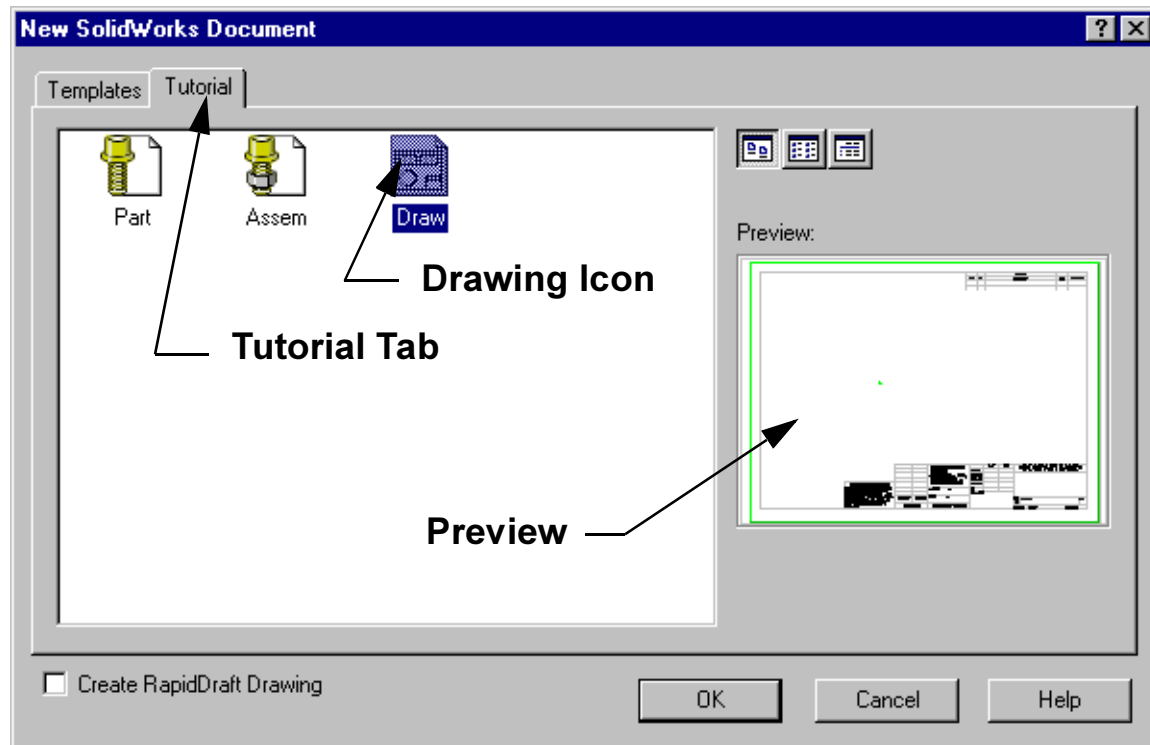 New SolidWorks Document
Templates
Tutorial
Part
Assem
Draw
Preview:
Drawing Icon
Tutorial Tab
Preview
Create RapidDraft Drawing
OK
Cancel
Help